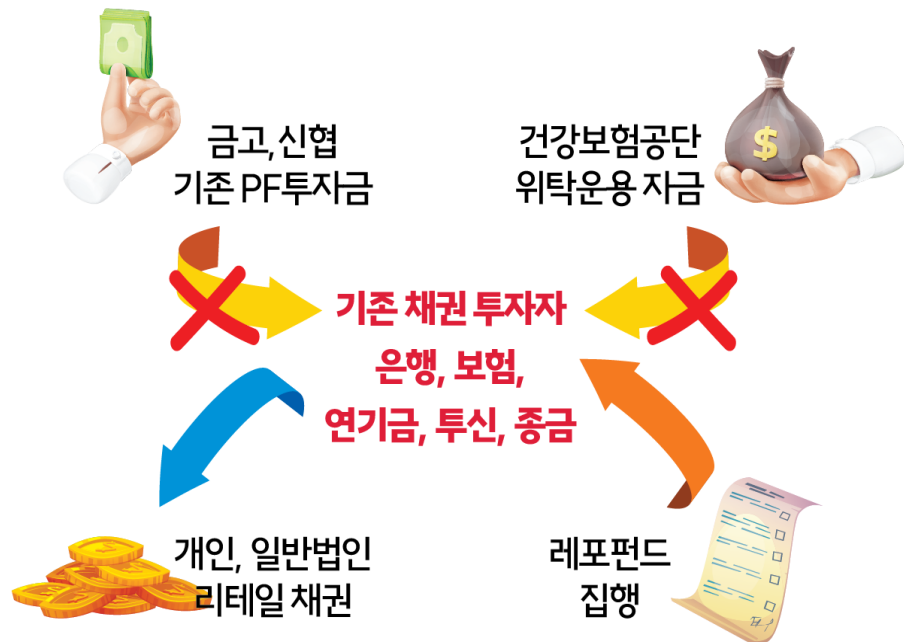 금고, 신협
기존 PF투자금
건강보험공단
위탁운용 자금
$
기존 채권 투자자
은행, 보험,
연기금, 투신, 종금
개인, 일반법인
리테일 채권
레포펀드
집행